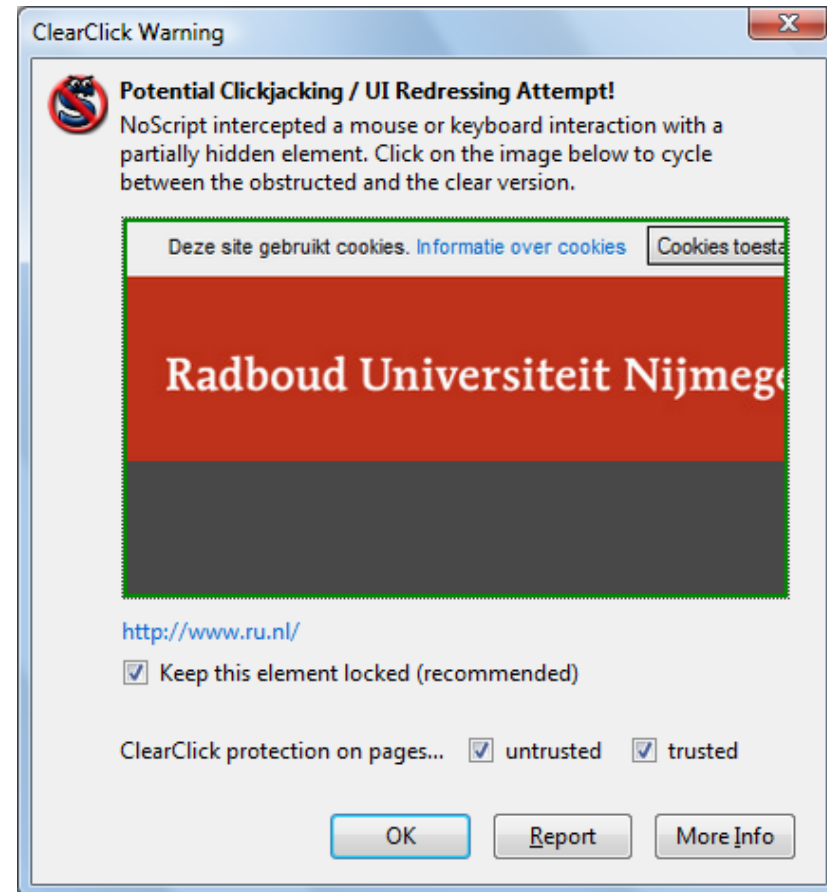 ClearClick Warning
Potential Clickjacking / UI Redressing Attempt!
NoScript intercepted a mouse or keyboard interaction with a
partially hidden element. Click on the image below to cycle
between the obstructed and the clear version.
Deze site gebruikt cookies. Informatie over cookies Cookies toesta
Radboud Universiteit Nijmege
http://www.ru.nl/
Keep this element locked (recommended)
ClearClick protection on pages... untrusted trusted
OK Report More Info